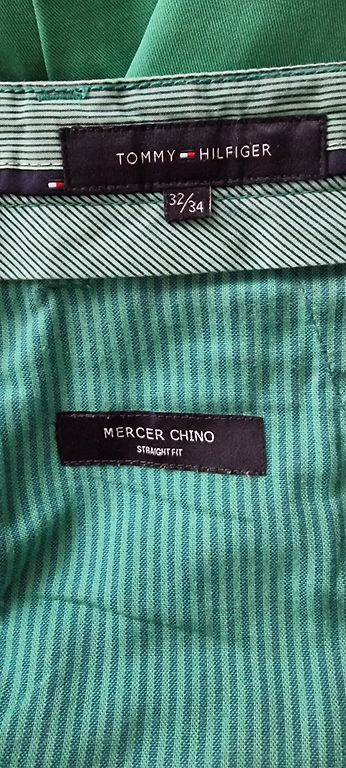 TOMMY HILFIGER
32/34
MERCER CHINO
STRAIGHT FIT